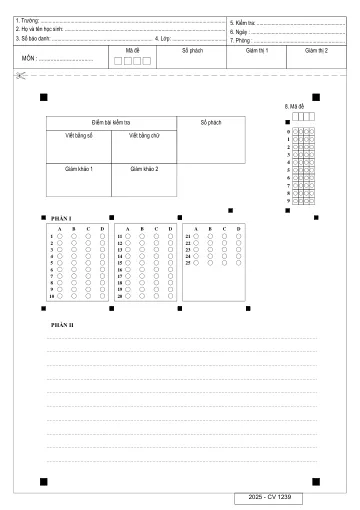 1. Trường: ......................................................................
2. Họ và tên học sinh: ......................................................
3. Số báo danh: .............................................. 4. Lớp: ..................
5. Kiểm tra: ......................................
6. Ngày : ......................................
7. Phòng : ......................................
MÔN : ..............................
Mã đề
Số phách
Giám thị 1
Giám thị 2
8. Mã đề
Điểm bài kiểm tra
Số phách
Viết bằng số
Viết bằng chữ
Giám khảo 1
Giám khảo 2
0
1
2
3
4
5
6
7
8
9
PHẦN I
A B C D
1
2
3
4
5
6
7
8
9
10
A B C D
11
12
13
14
15
16
17
18
19
20
A B C D
21
22
23
24
25
PHẦN II
2025 - CV 1239